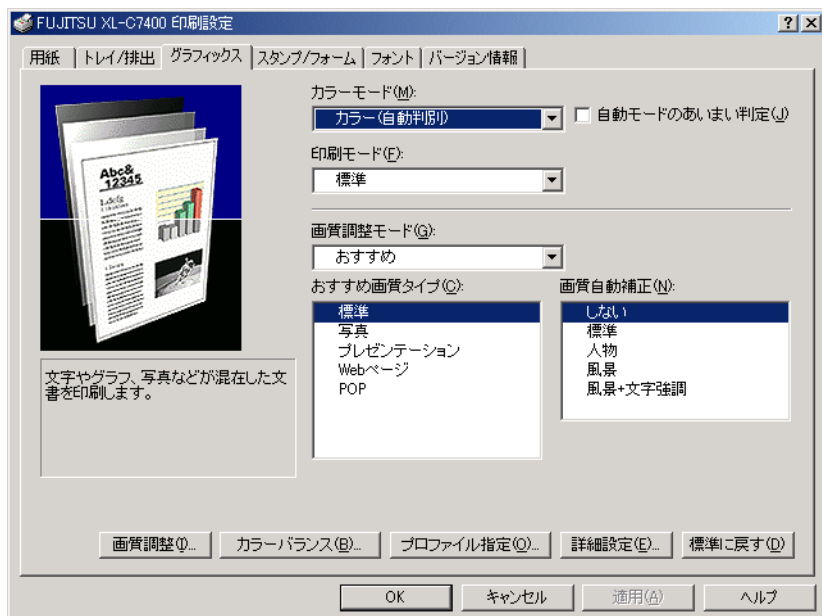 FUJITSU XL-C7400 印刷設定
用紙 トレイ/排出 グラフィックス スタンプ/フォーム フォント バージョン情報
カラーモード(M):
カラー(自動判別)
自動モードのあいまい判定(J)
印刷モード(F):
標準
画質調整モード(G):
おすすめ
おすすめ画質タイプ(C):
標準
写真
プレゼンテーション
Webページ
POP
画質自動補正(N):
しない
標準
人物
風景
風景+文字強調
Abc&
12345
文字やグラフ、写真などが混在した文
書を印刷します。
画質調整(I)... カラーバランス(B)... プロファイル指定(O)... 詳細設定(E)... 標準に戻す(D)
OK キャンセル 適用(A) ヘルプ